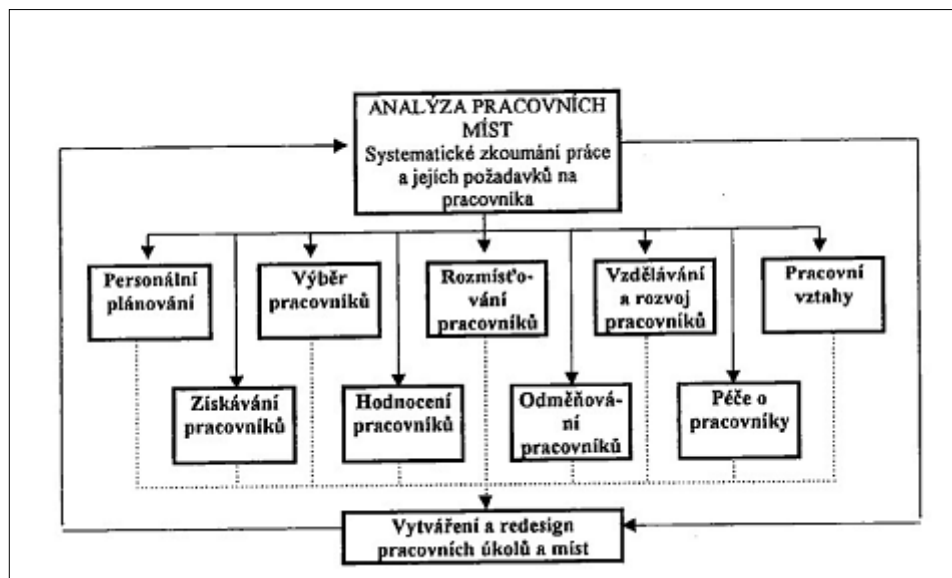 ANALÝZA PRACOVNÍCH
MÍST
Systematické zkoumání práce
a jejích požadavků na
pracovníka
Personální
plánování
Výběr
pracovníků
Rozmísťo-
vání
pracovníků
Vzdělávání
a rozvoj
pracovníků
Pracovní
vztahy
Získávání
pracovníků
Hodnocení
pracovníků
Odměňová-
ní
pracovníků
Péče o
pracovníky
Vytváření a redesign
pracovních úkolů a míst